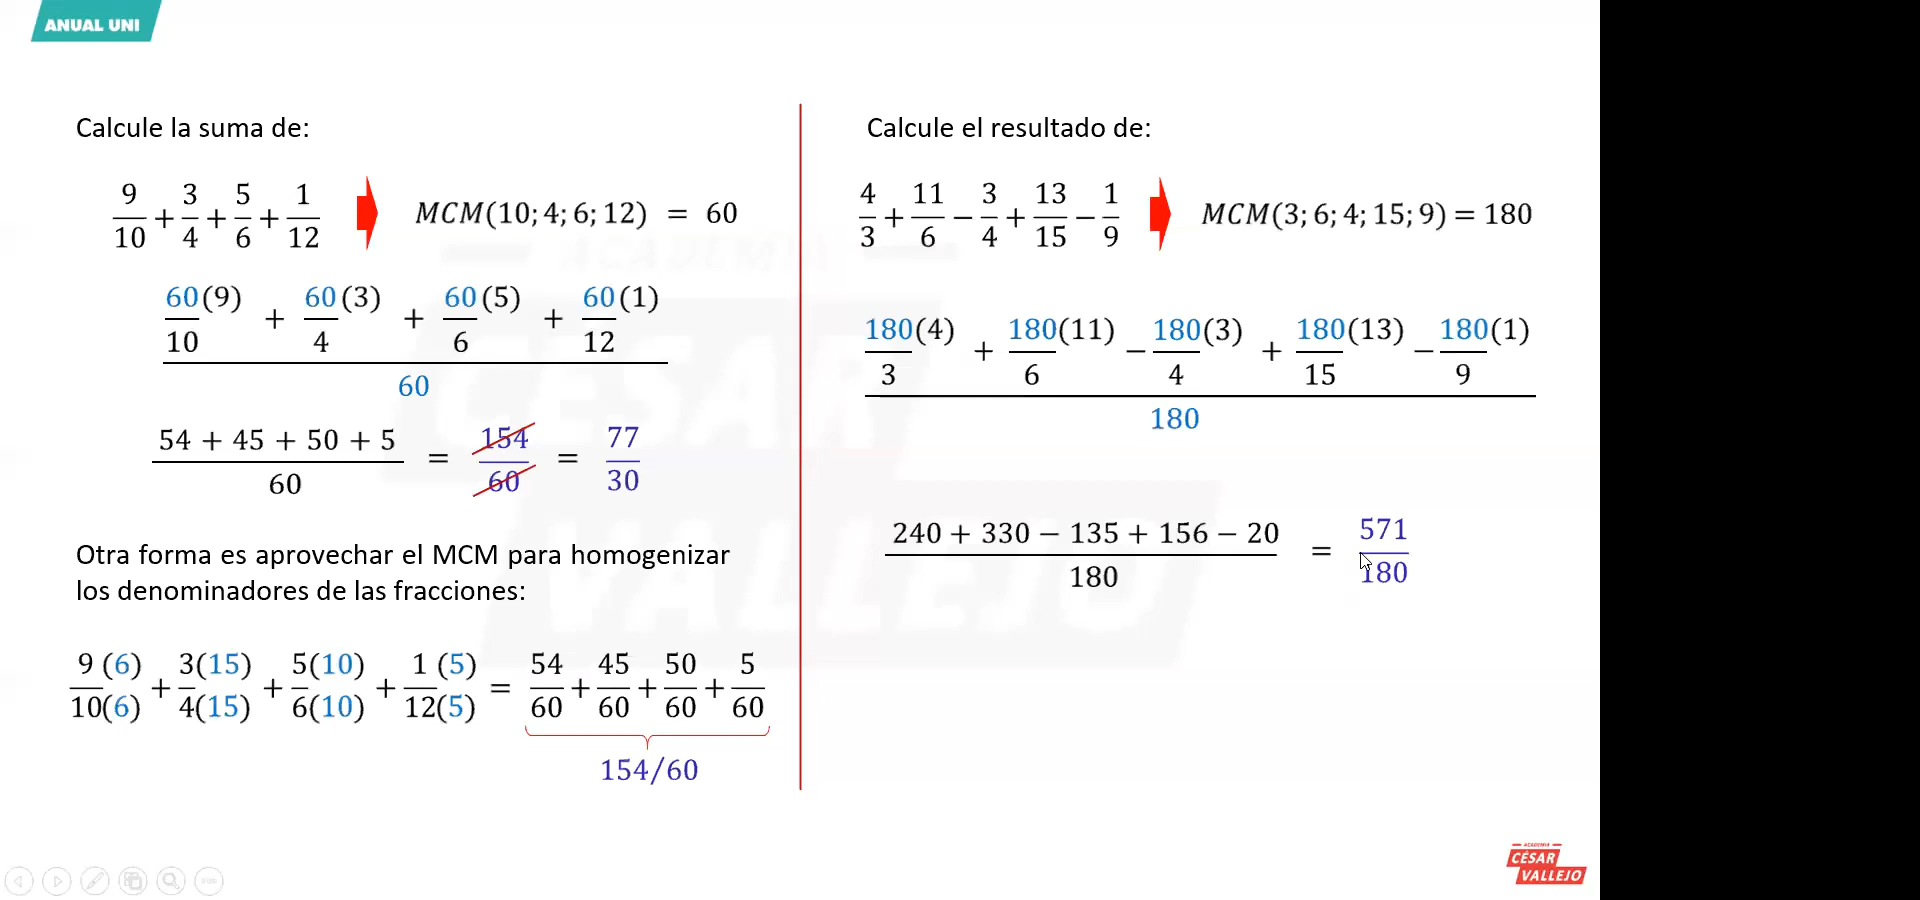 ANUAL UNI
Calcule la suma de:
9/10 + 3/4 + 5/6 + 1/12
MCM(10; 4; 6; 12) = 60
60/10(9) + 60/4(3) + 60/6(5) + 60/12(1)
60
54 + 45 + 50 + 5 / 60 = 154/60 = 77/30
Otra forma es aprovechar el MCM para homogenizar
los denominadores de las fracciones:
9(6)/10(6) + 3(15)/4(15) + 5(10)/6(10) + 1(5)/12(5) = 54/60 + 45/60 + 50/60 + 5/60
154/60
Calcule el resultado de:
4/3 + 11/6 − 3/4 + 13/15 − 1/9
MCM(3; 6; 4; 15; 9) = 180
180/3(4) + 180/6(11) − 180/4(3) + 180/15(13) − 180/9(1)
180
240 + 330 − 135 + 156 − 20 / 180 = 571/180
ACADEMIA
CÉSAR
VALLEJO
ACADEMIA
CÉSAR
VALLEJO